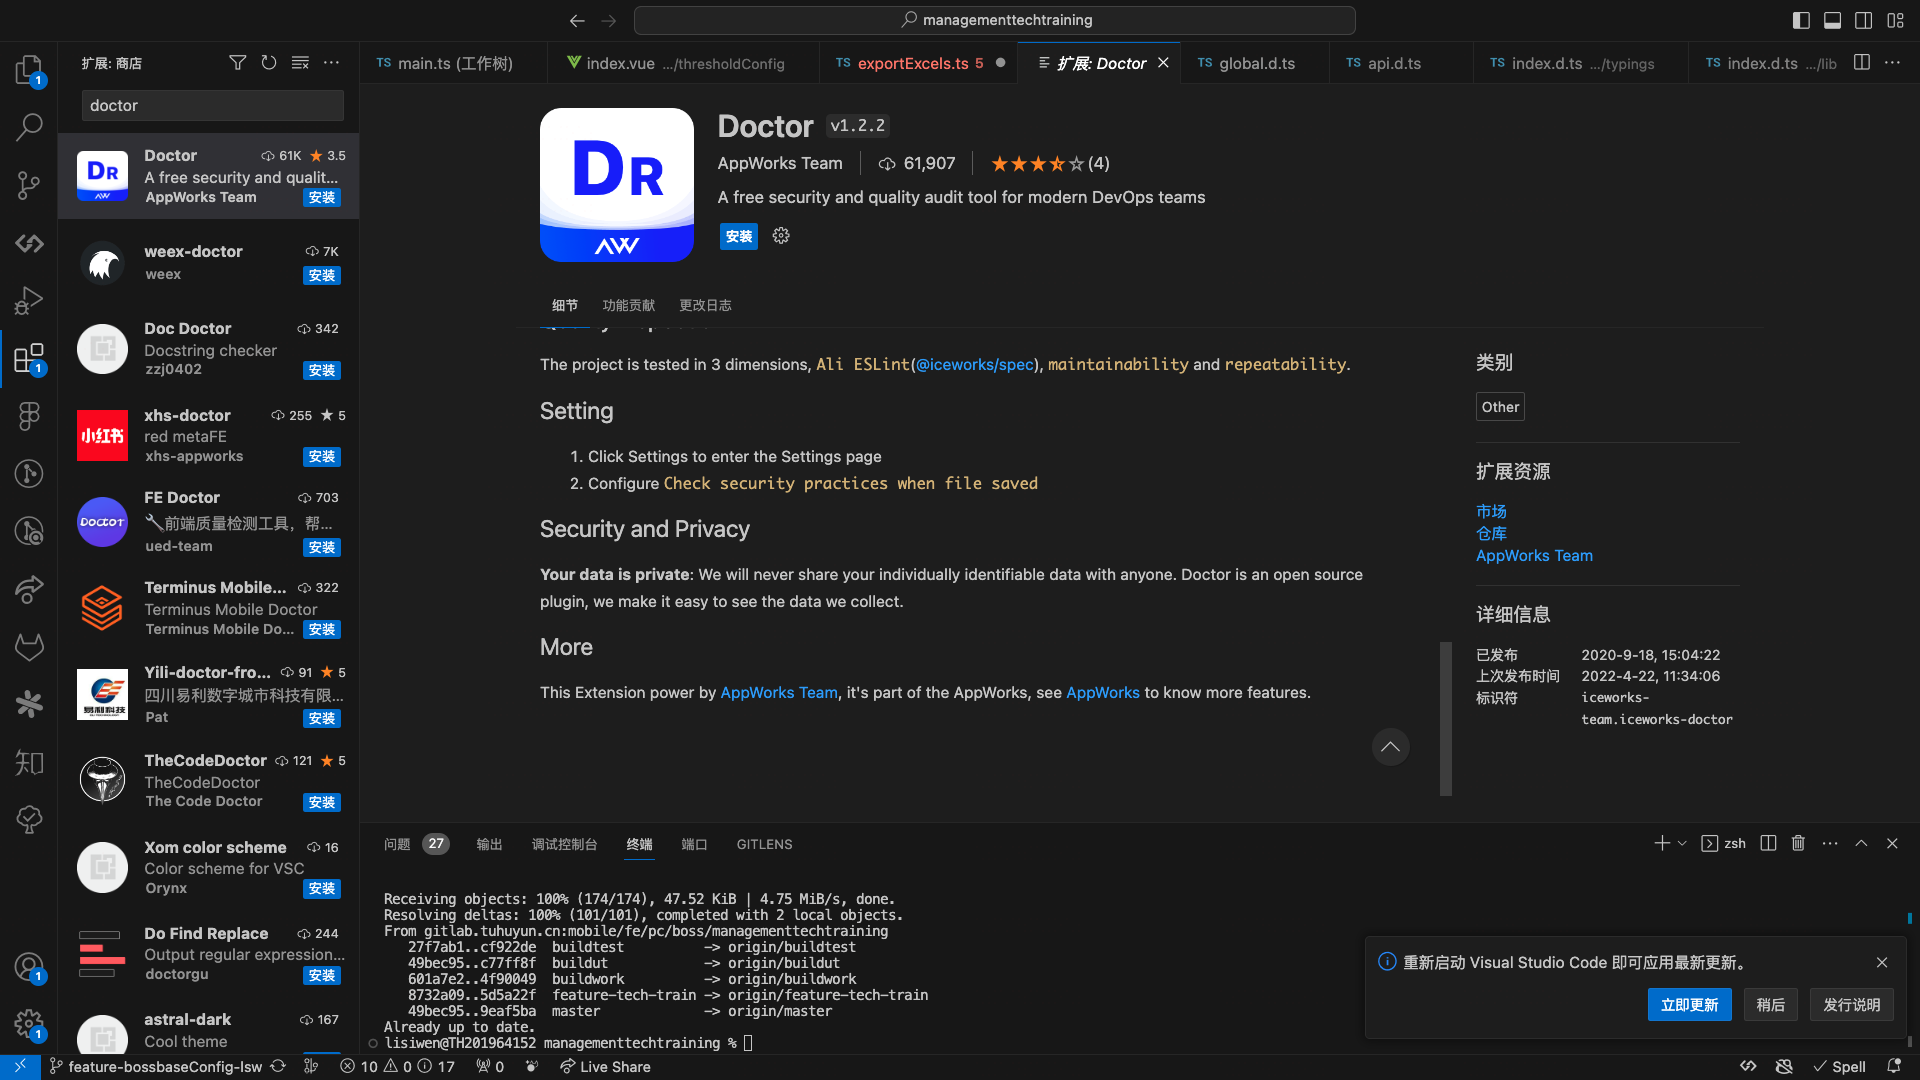 managementtechtraining
扩展: 商店
doctor
Doctor 61K ★ 3.5
A free security and qualit...
AppWorks Team 安装
weex-doctor 7K
weex 安装
Doc Doctor 342
Docstring checker
zzj0402 安装
小红书
xhs-doctor 255 ★ 5
red metaFE
xhs-appworks 安装
DOCTOR
FE Doctor 703
🔧前端质量检测工具，帮...
ued-team 安装
Terminus Mobile... 322
Terminus Mobile Doctor
Terminus Mobile Do... 安装
易利科技
Yili-doctor-fro... 91 ★ 5
四川易利数字城市科技有限...
Pat 安装
TheCodeDoctor 121 ★ 5
TheCodeDoctor
The Code Doctor 安装
Xom color scheme 16
Color scheme for VSC
Orynx 安装
Do Find Replace 244
Output regular expression...
doctorgu 安装
astral-dark 167
Cool theme
知
TS main.ts (工作树)
index.vue .../thresholdConfig
TS exportExcels.ts 5 ●
扩展: Doctor
TS global.d.ts
TS api.d.ts
TS index.d.ts .../typings
TS index.d.ts .../lib
DR
AW
Doctor v1.2.2
AppWorks Team 61,907 (4)
A free security and quality audit tool for modern DevOps teams
安装
细节 功能贡献 更改日志
The project is tested in 3 dimensions, Ali ESLint(@iceworks/spec), maintainability and repeatability.
Setting
1. Click Settings to enter the Settings page
2. Configure Check security practices when file saved
Security and Privacy
Your data is private: We will never share your individually identifiable data with anyone. Doctor is an open source
plugin, we make it easy to see the data we collect.
More
This Extension power by AppWorks Team, it's part of the AppWorks, see AppWorks to know more features.
类别
Other
扩展资源
市场
仓库
AppWorks Team
详细信息
已发布 2020-9-18, 15:04:22
上次发布时间 2022-4-22, 11:34:06
标识符 iceworks-
team.iceworks-doctor
问题 27 输出 调试控制台 终端 端口 GITLENS
zsh
Receiving objects: 100% (174/174), 47.52 KiB | 4.75 MiB/s, done.
Resolving deltas: 100% (101/101), completed with 2 local objects.
From gitlab.tuhuyun.cn:mobile/fe/pc/boss/managementtechtraining
27f7ab1..cf922de buildtest -> origin/buildtest
49bec95..c77ff8f buildut -> origin/buildut
601a7e2..4f90049 buildwork -> origin/buildwork
8732a09..5d5a22f feature-tech-train -> origin/feature-tech-train
49bec95..9eaf5ba master -> origin/master
Already up to date.
lisiwen@TH201964152 managementtechtraining %
重新启动 Visual Studio Code 即可应用最新更新。
立即更新 稍后 发行说明
feature-bossbaseConfig-lsw 10 0 17 0 Live Share Spell